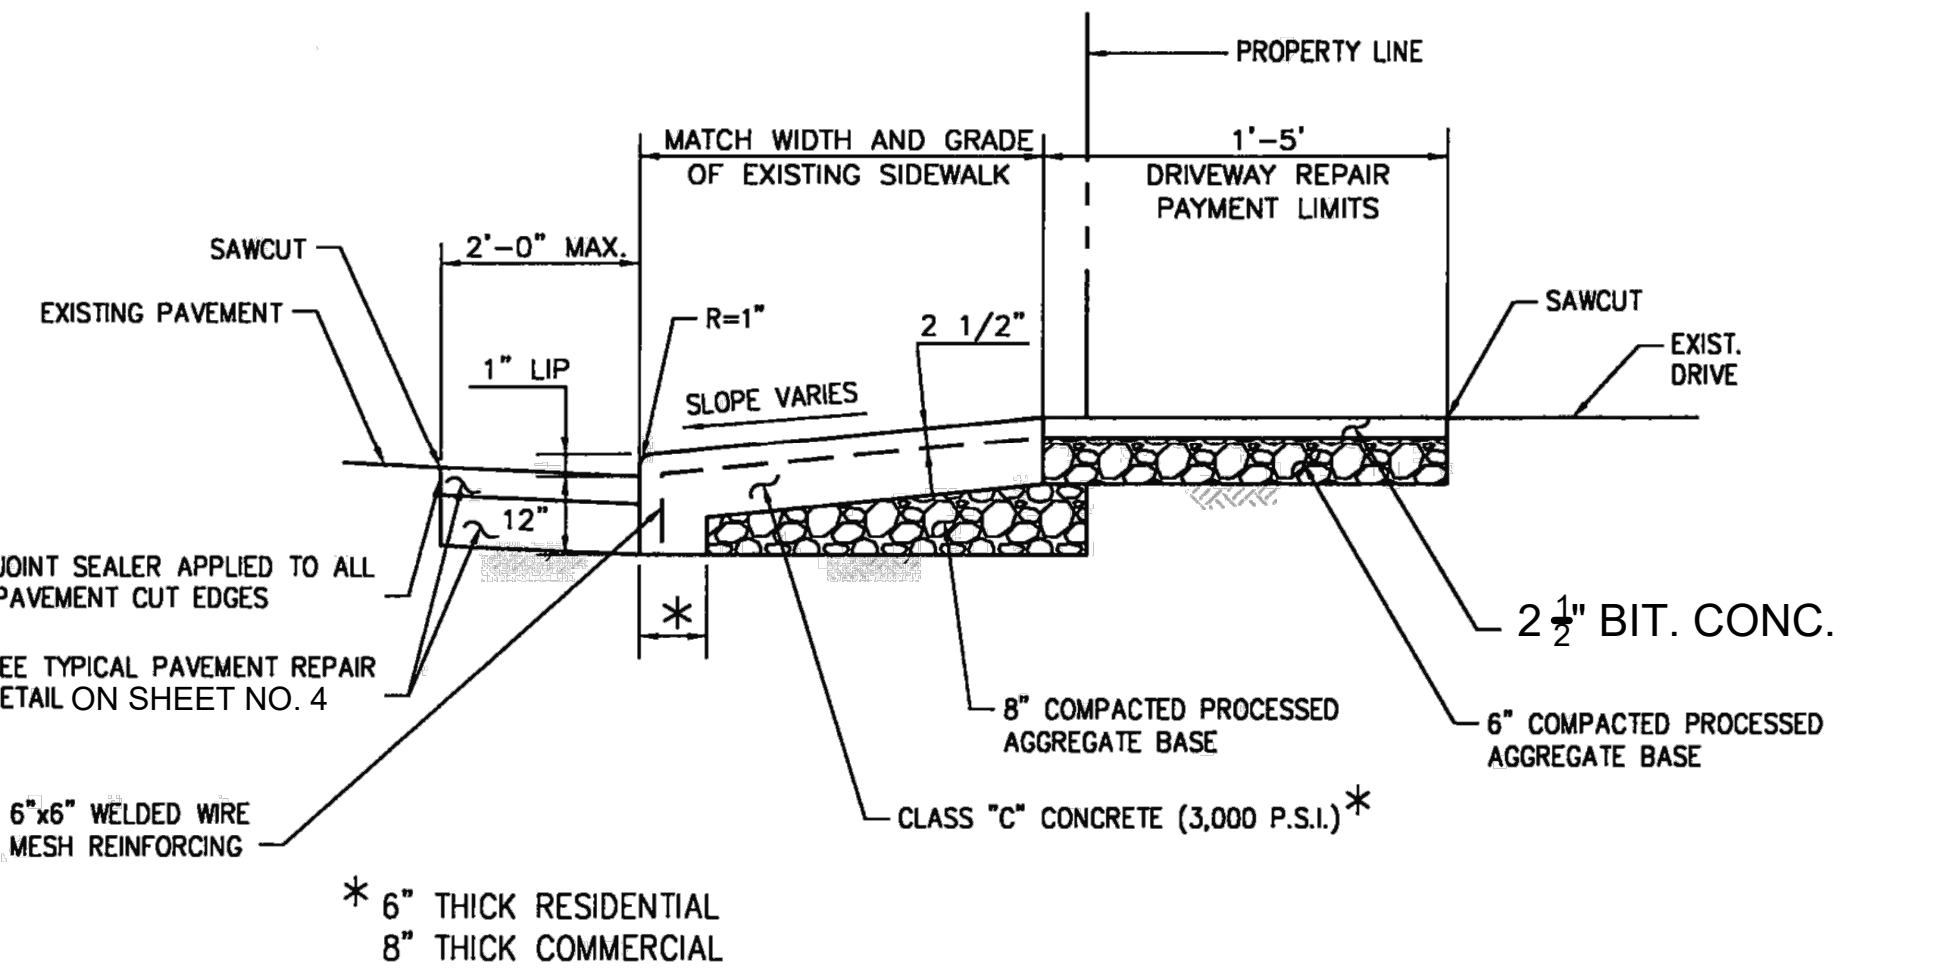 PROPERTY LINE
MATCH WIDTH AND GRADE
OF EXISTING SIDEWALK
1'-5'
DRIVEWAY REPAIR
PAYMENT LIMITS
SAWCUT
2'-0" MAX.
EXISTING PAVEMENT
R=1"
2 1/2"
SAWCUT
EXIST.
DRIVE
1" LIP
SLOPE VARIES
12"
JOINT SEALER APPLIED TO ALL
PAVEMENT CUT EDGES
*
2 1/2" BIT. CONC.
EE TYPICAL PAVEMENT REPAIR
ETAIL ON SHEET NO. 4
8" COMPACTED PROCESSED
AGGREGATE BASE
6" COMPACTED PROCESSED
AGGREGATE BASE
6"x6" WELDED WIRE
MESH REINFORCING
CLASS "C" CONCRETE (3,000 P.S.I.)*
* 6" THICK RESIDENTIAL
8" THICK COMMERCIAL